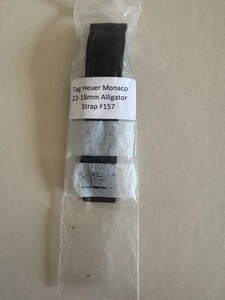 Tag Heuer Monaco
22-18mm Alligator
Strap F157